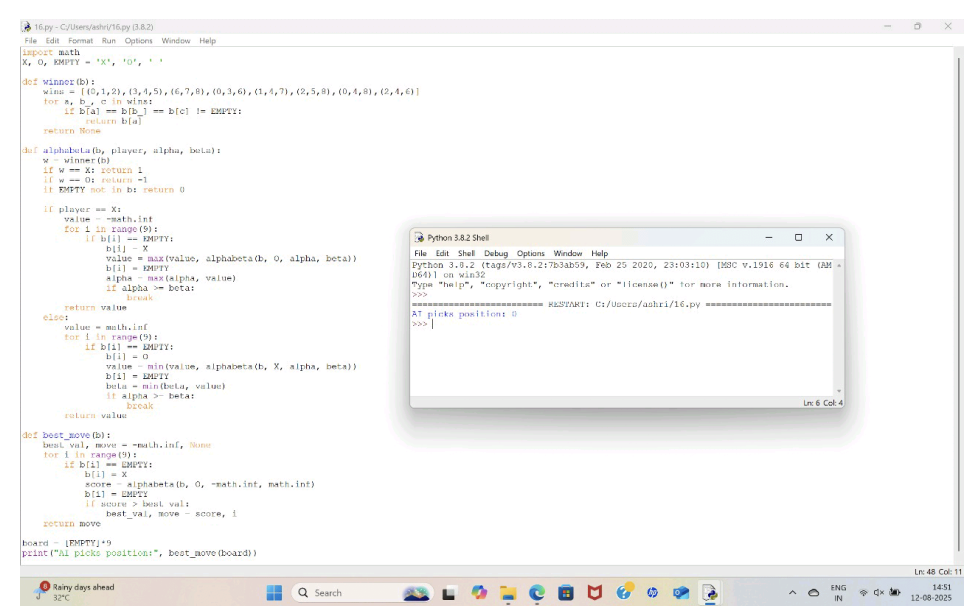 16.py - C:/Users/ashri/16.py (3.8.2)
File Edit Format Run Options Window Help
import math
X, O, EMPTY = 'X', 'O', ' '
def winner(b):
    wins = [(0,1,2),(3,4,5),(6,7,8),(0,3,6),(1,4,7),(2,5,8),(0,4,8),(2,4,6)]
    for a, b_, c in wins:
        if b[a] == b[b_] == b[c] != EMPTY:
            return b[a]
    return None
def alphabeta(b, player, alpha, beta):
    w = winner(b)
    if w == X: return 1
    if w == O: return -1
    if EMPTY not in b: return 0
    if player == X:
        value = -math.inf
        for i in range(9):
            if b[i] == EMPTY:
                b[i] = X
                value = max(value, alphabeta(b, O, alpha, beta))
                b[i] = EMPTY
                alpha = max(alpha, value)
                if alpha >= beta:
                    break
        return value
    else:
        value = math.inf
        for i in range(9):
            if b[i] == EMPTY:
                b[i] = O
                value = min(value, alphabeta(b, X, alpha, beta))
                b[i] = EMPTY
                beta = min(beta, value)
                if alpha >= beta:
                    break
        return value
def best_move(b):
    best_val, move = -math.inf, None
    for i in range(9):
        if b[i] == EMPTY:
            b[i] = X
            score = alphabeta(b, O, -math.inf, math.inf)
            b[i] = EMPTY
            if score > best_val:
                best_val, move = score, i
    return move
board = [EMPTY]*9
print("AI picks position:", best_move(board))
Ln: 48 Col: 11
Python 3.8.2 Shell
File Edit Shell Debug Options Window Help
Python 3.8.2 (tags/v3.8.2:7b3ab59, Feb 25 2020, 23:03:10) [MSC v.1916 64 bit (AM
D64)] on win32
Type "help", "copyright", "credits" or "license()" for more information.
>>>
======================== RESTART: C:/Users/ashri/16.py =======================
AI picks position: 0
>>>
Ln: 6 Col: 4
Rainy days ahead
32°C
Search
ENG
IN
14:51
12-08-2025